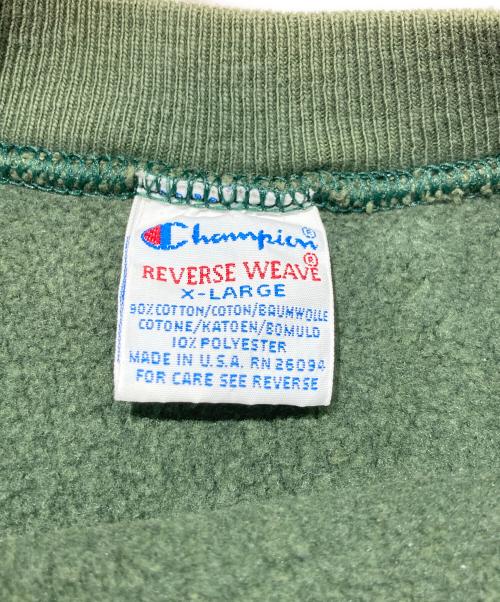 Champion®
REVERSE WEAVE®
X-LARGE
90% COTTON/COTON/BAUMWOLLE
COTONE/KATOEN/BOMULD
10% POLYESTER
MADE IN U.S.A. RN 26094
FOR CARE SEE REVERSE